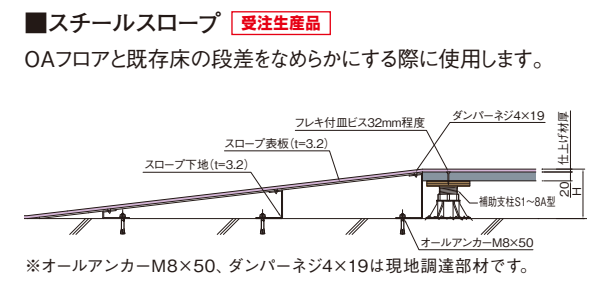 ■スチールスロープ 受注生産品
OAフロアと既存床の段差をなめらかにする際に使用します。
ダンバーネジ4×19
フレキ付皿ビス32mm程度
スロープ表板(t=3.2)
スロープ下地(t=3.2)
仕上げ材厚
20
H
補助支柱S1〜8A型
オールアンカーM8×50
※オールアンカーM8×50、ダンバーネジ4×19は現地調達部材です。